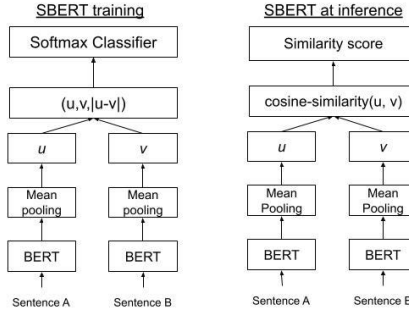 SBERT training
Softmax Classifier
(u,v,|u-v|)
u
v
Mean pooling
Mean pooling
BERT
BERT
Sentence A
Sentence B
SBERT at inference
Similarity score
cosine-similarity(u, v)
u
v
Mean Pooling
Mean Pooling
BERT
BERT
Sentence A
Sentence B